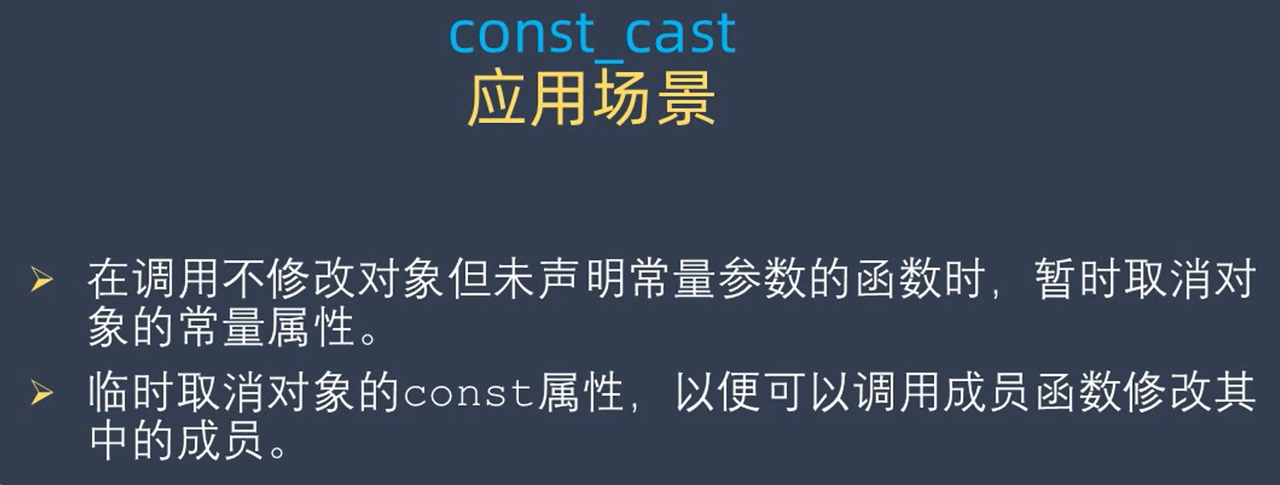 const_cast
应用场景
在调用不修改对象但未声明常量参数的函数时，暂时取消对
象的常量属性。
临时取消对象的const属性，以便可以调用成员函数修改其
中的成员。